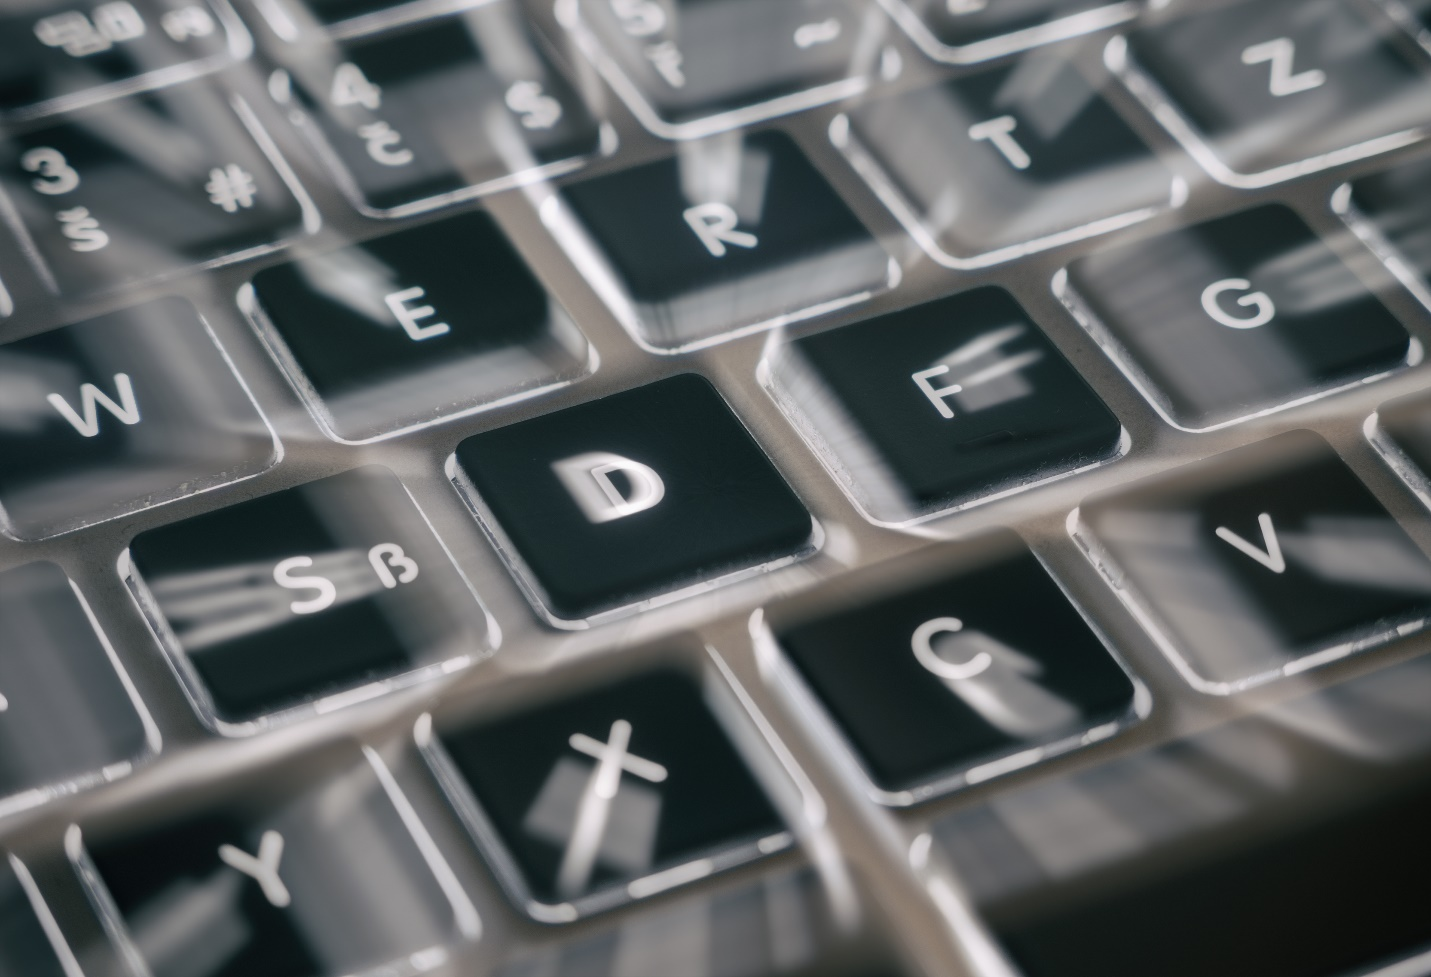 3 #
4 $
~
W E R T Z
S ß D F G
Y X C V